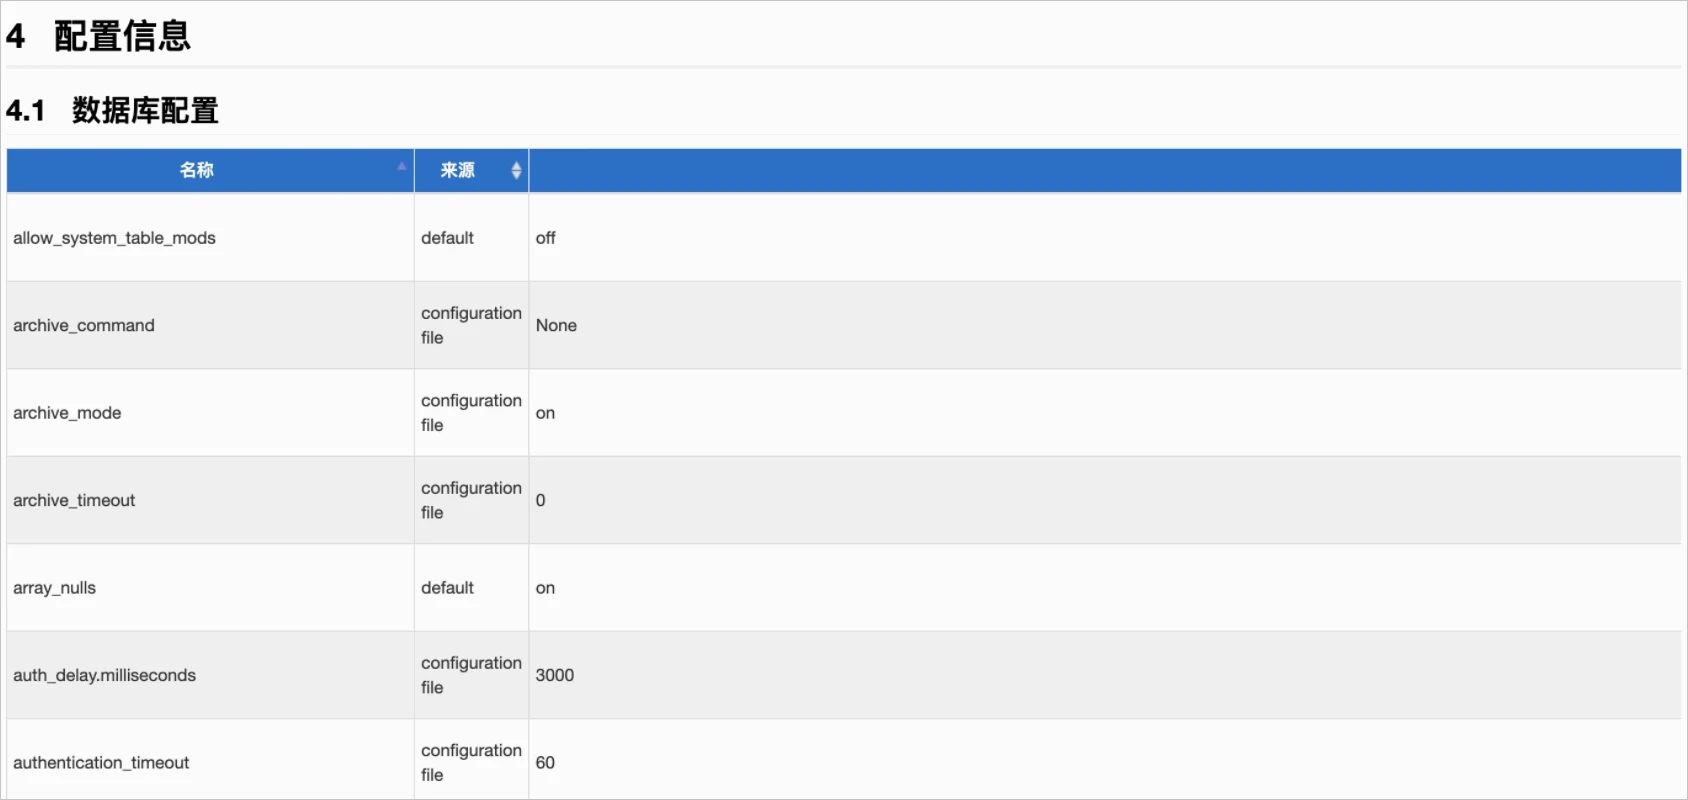 4 配置信息
4.1 数据库配置
名称 来源
allow_system_table_mods default off
archive_command configuration file None
archive_mode configuration file on
archive_timeout configuration file 0
array_nulls default on
auth_delay.milliseconds configuration file 3000
authentication_timeout configuration file 60